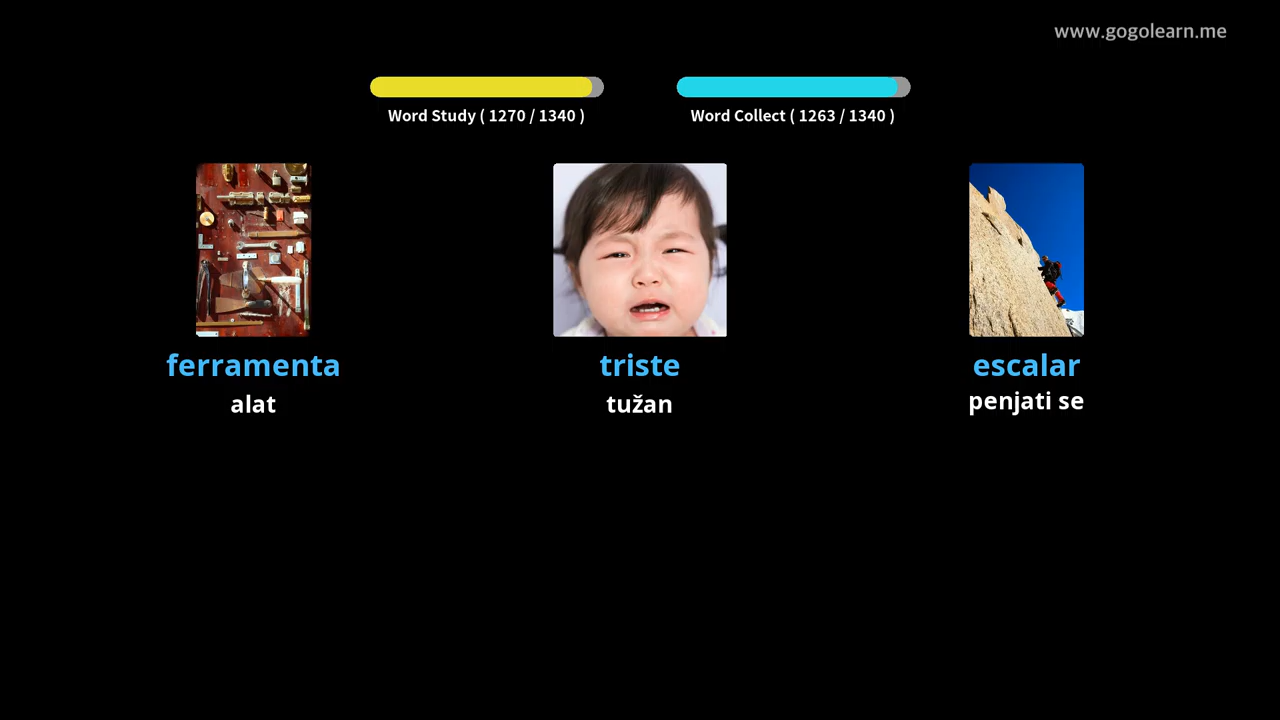 www.gogolearn.me
Word Study ( 1270 / 1340 )
Word Collect ( 1263 / 1340 )
ferramenta
triste
escalar
alat
tužan
penjati se